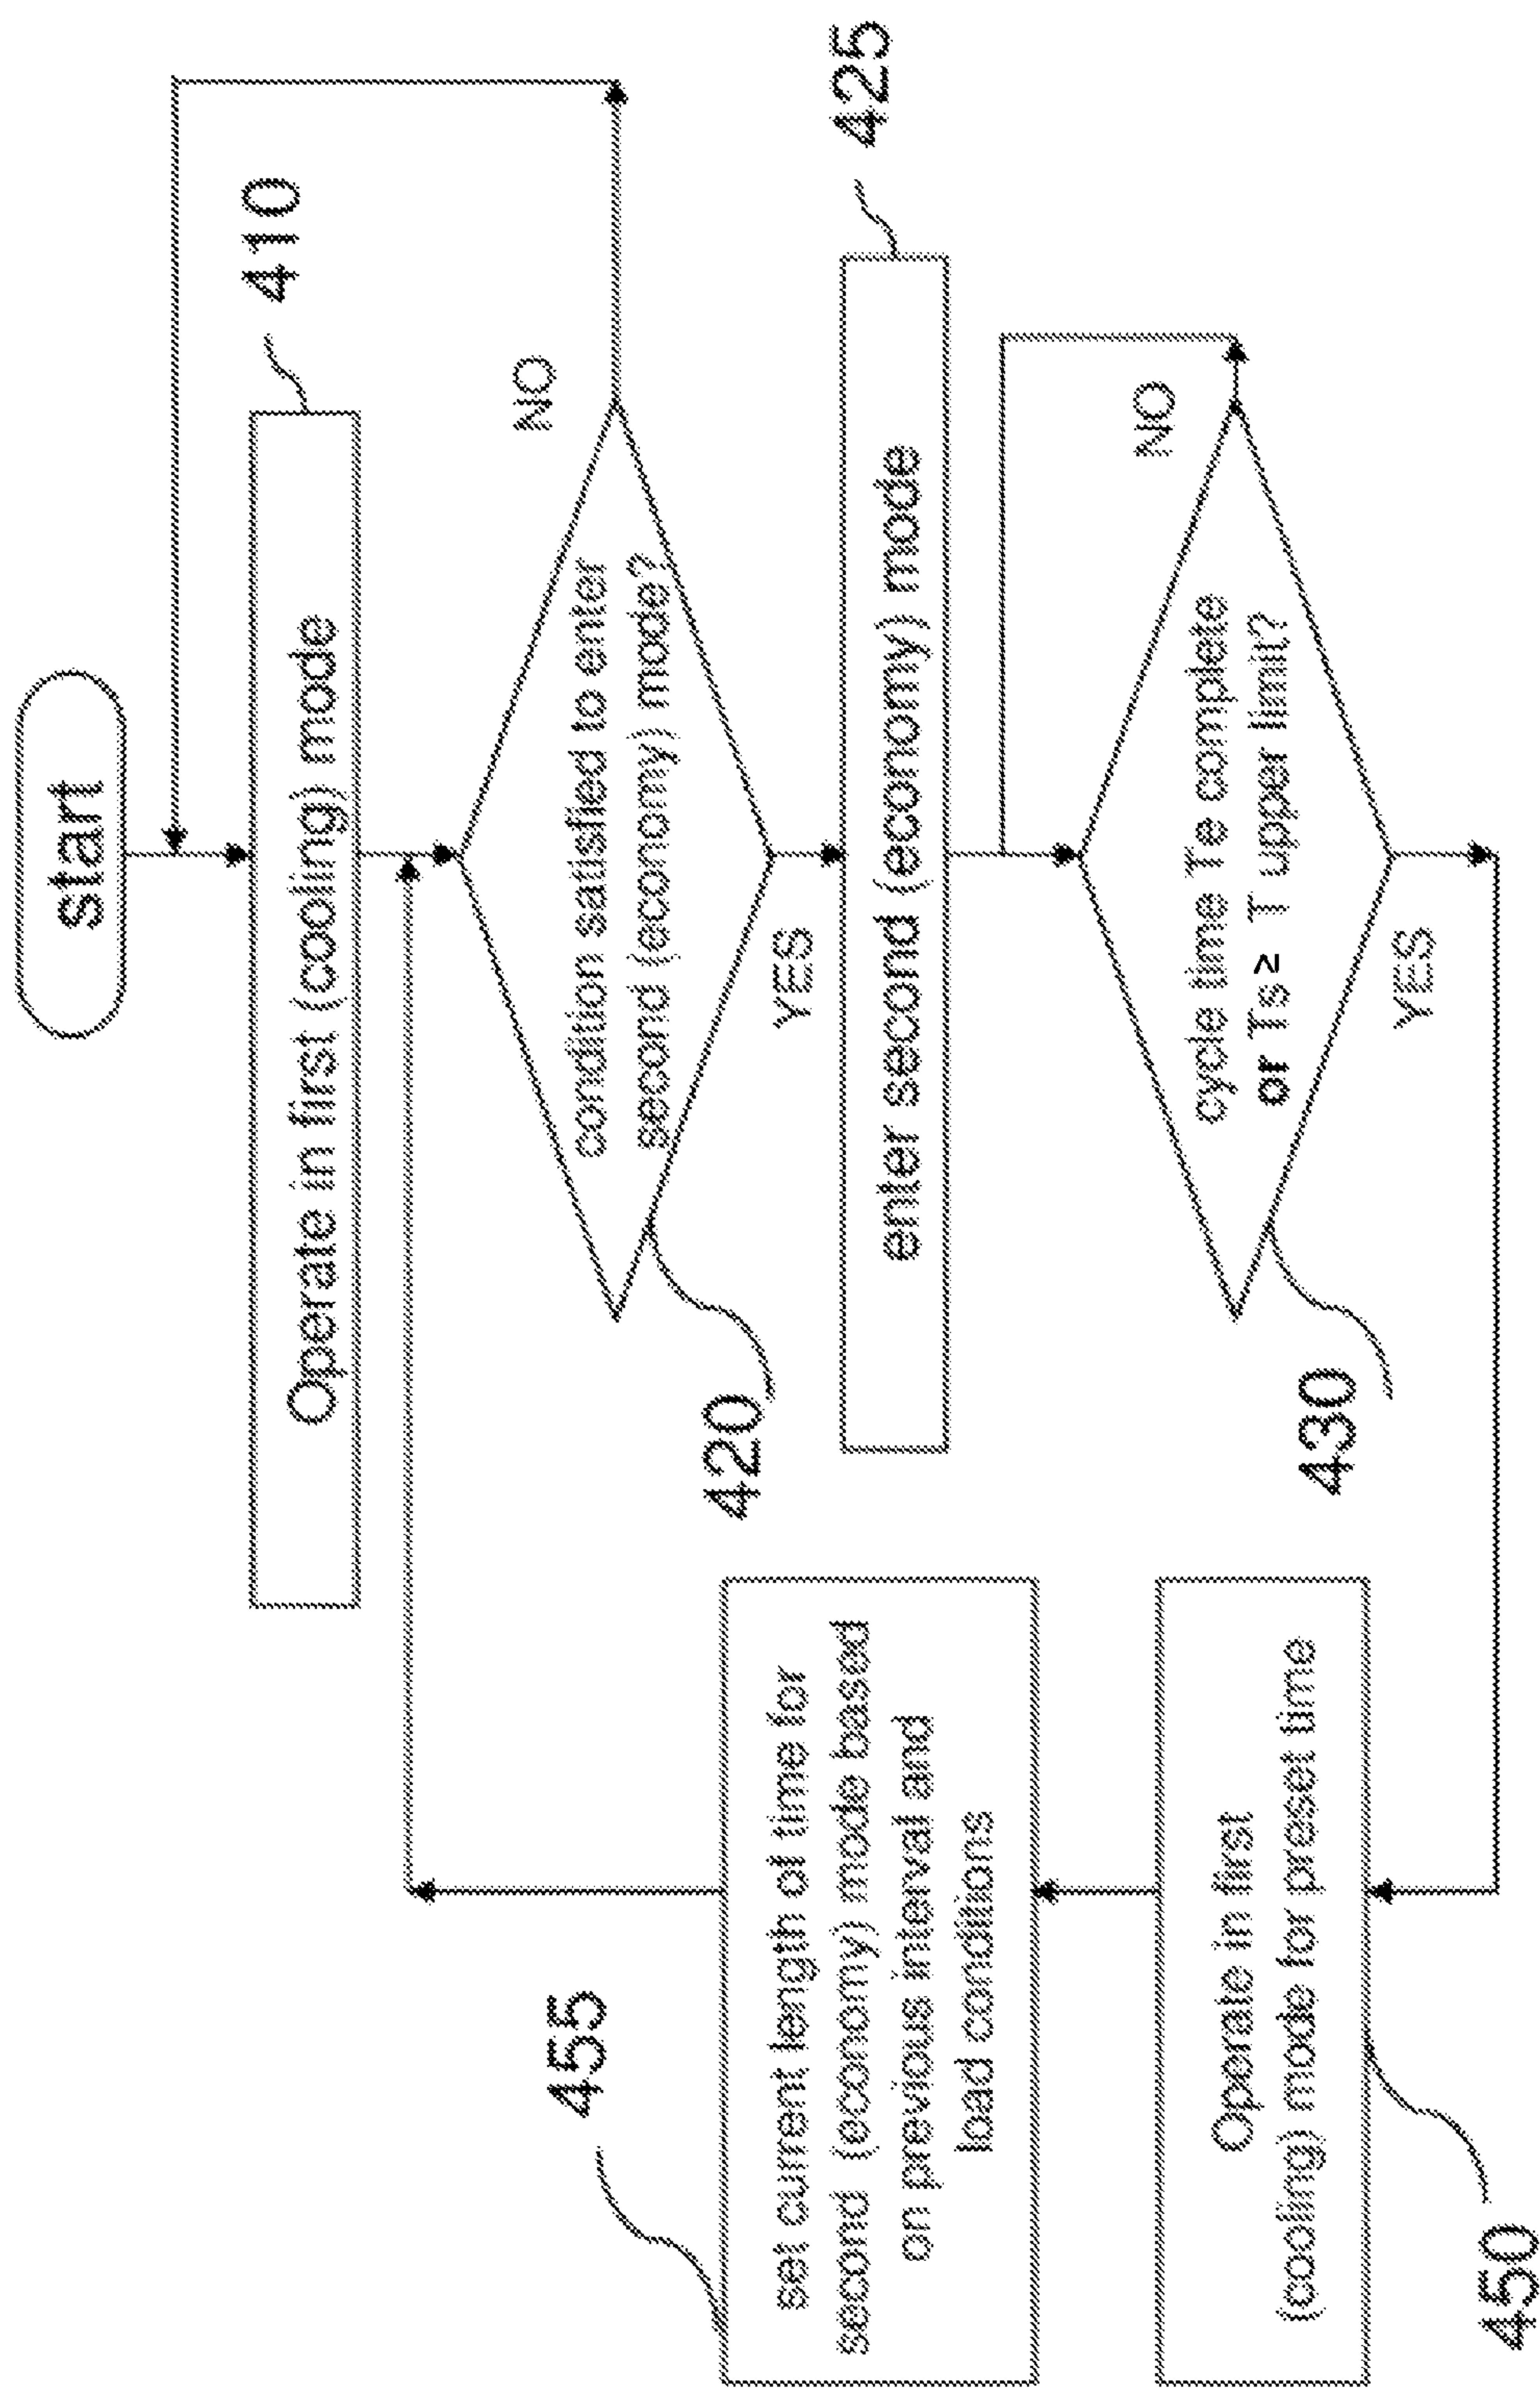 start
Operate in first (cooling) mode
410
condition satisfied to enter
second (economy) mode?
NO
420
YES
enter second (economy) mode
425
cycle time Te complete
or Ts ≥ T upper limit?
NO
430
YES
Operate in first
(cooling) mode for preset time
450
set current length of time for
second (economy) mode based
on previous interval and
load conditions
455